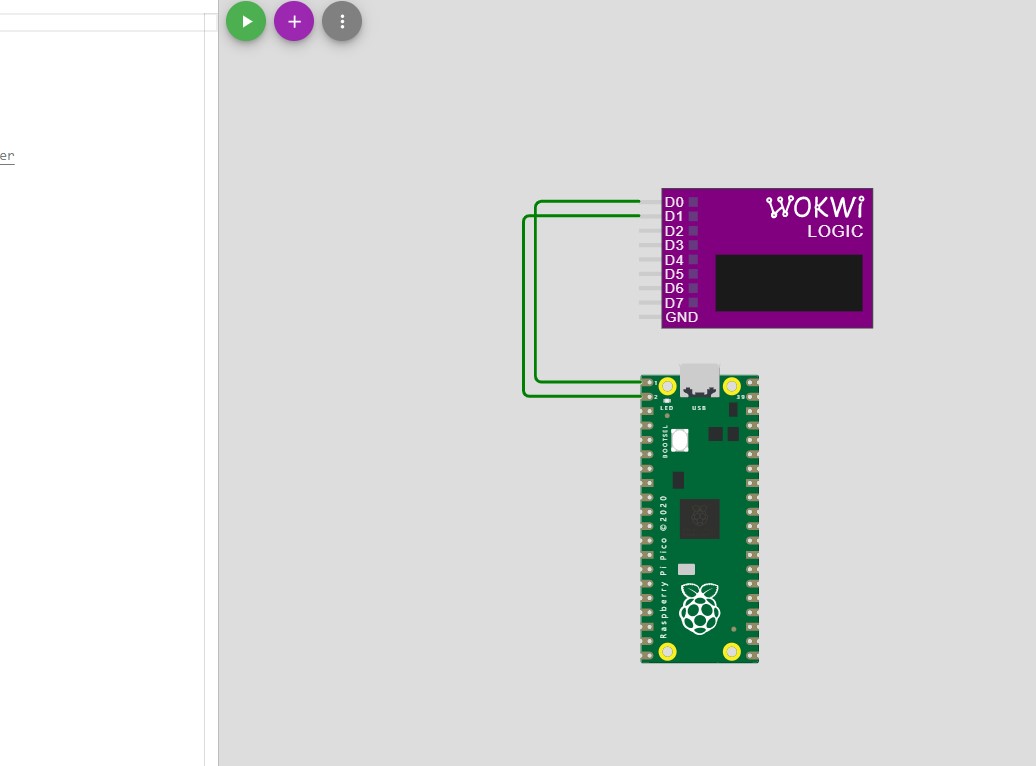 er
WOKWi
LOGIC
D0
D1
D2
D3
D4
D5
D6
D7
GND
1
2
39
LED
USB
BOOTSEL
Raspberry Pi Pico ©2020